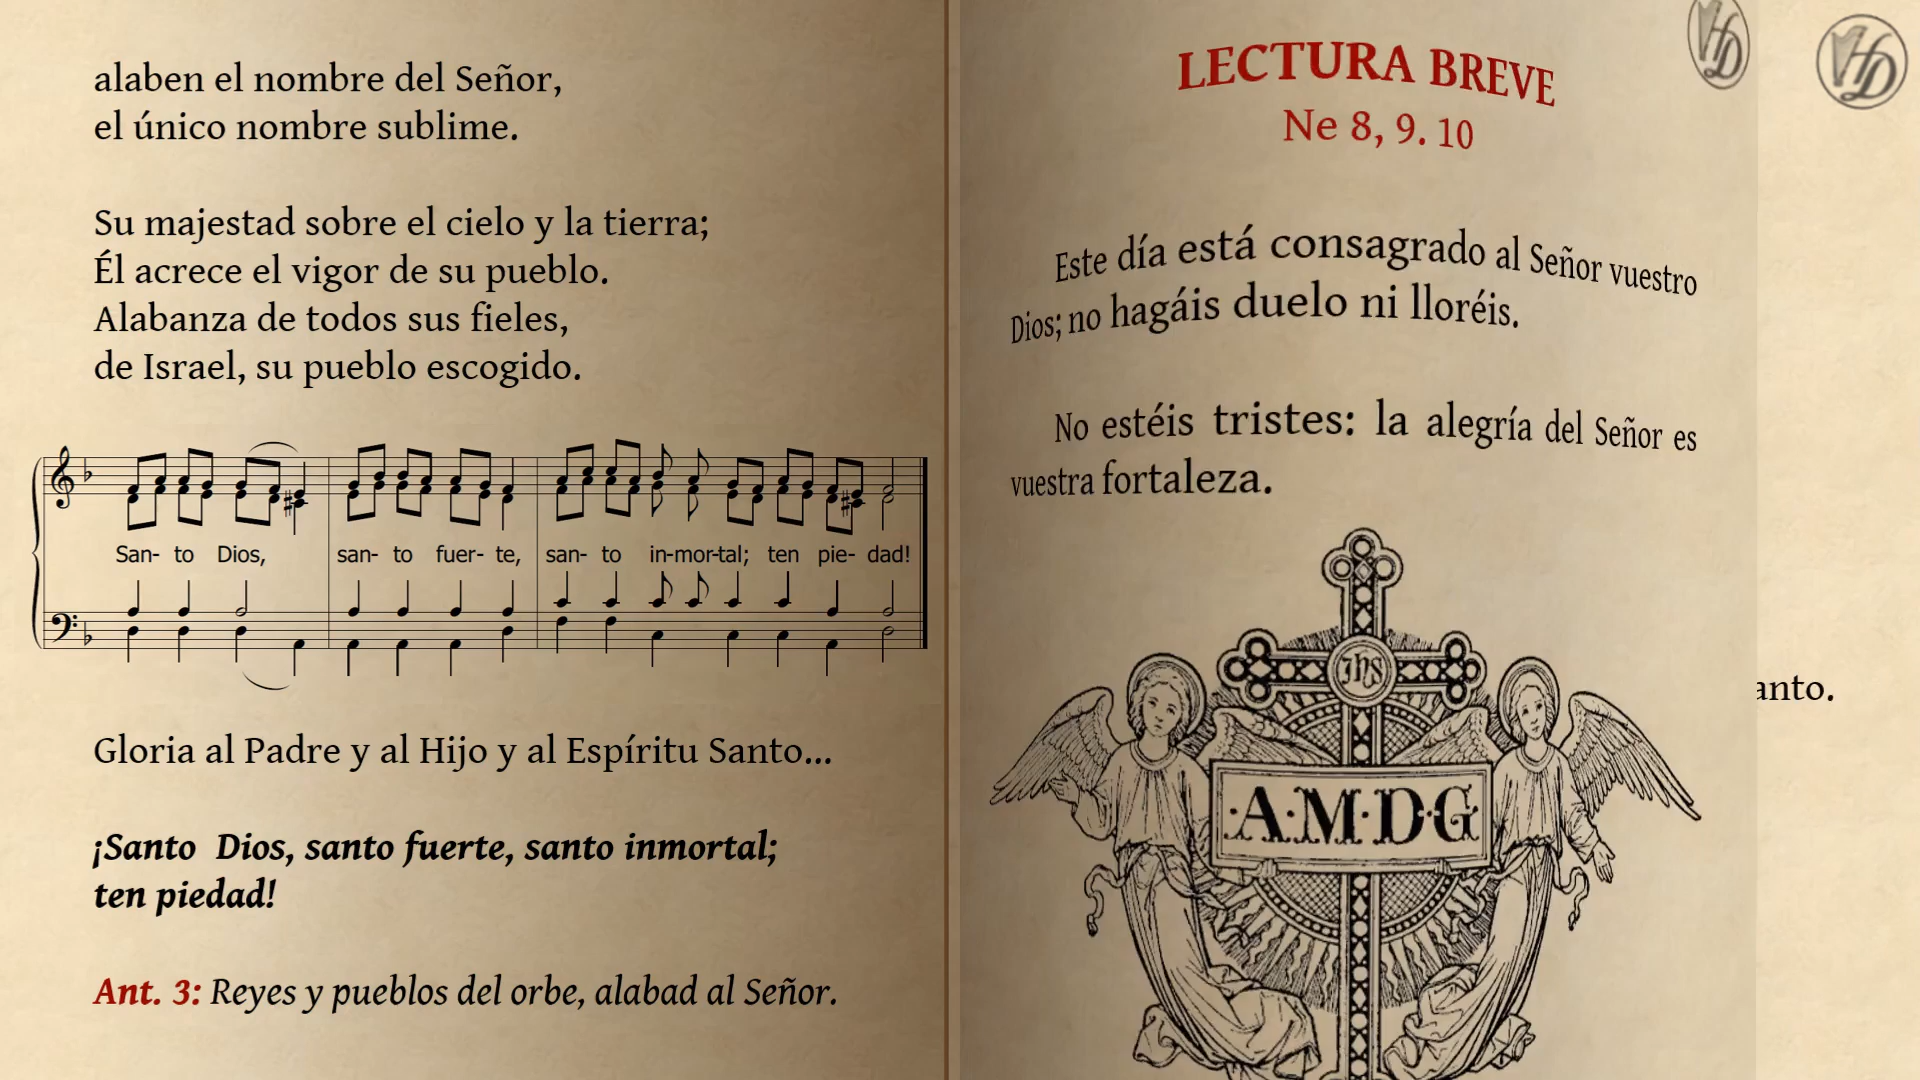 alaben el nombre del Señor,
el único nombre sublime.
Su majestad sobre el cielo y la tierra;
Él acrece el vigor de su pueblo.
Alabanza de todos sus fieles,
de Israel, su pueblo escogido.
San- to Dios, san- to fuer- te, san- to in-mor-tal; ten pie- dad!
Gloria al Padre y al Hijo y al Espíritu Santo...
¡Santo Dios, santo fuerte, santo inmortal;
ten piedad!
Ant. 3: Reyes y pueblos del orbe, alabad al Señor.
LECTURA BREVE
Ne 8, 9. 10
Este día está consagrado al Señor vuestro
Dios; no hagáis duelo ni lloréis.
No estéis tristes: la alegría del Señor es
vuestra fortaleza.
JHS
·A·M·D·G·
HD
HD
anto.